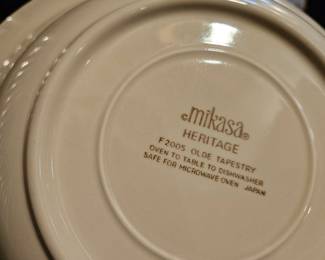 ©mikasa®
HERITAGE
F2005 OLDE TAPESTRY
OVEN TO TABLE TO DISHWASHER
SAFE FOR MICROWAVE OVEN JAPAN